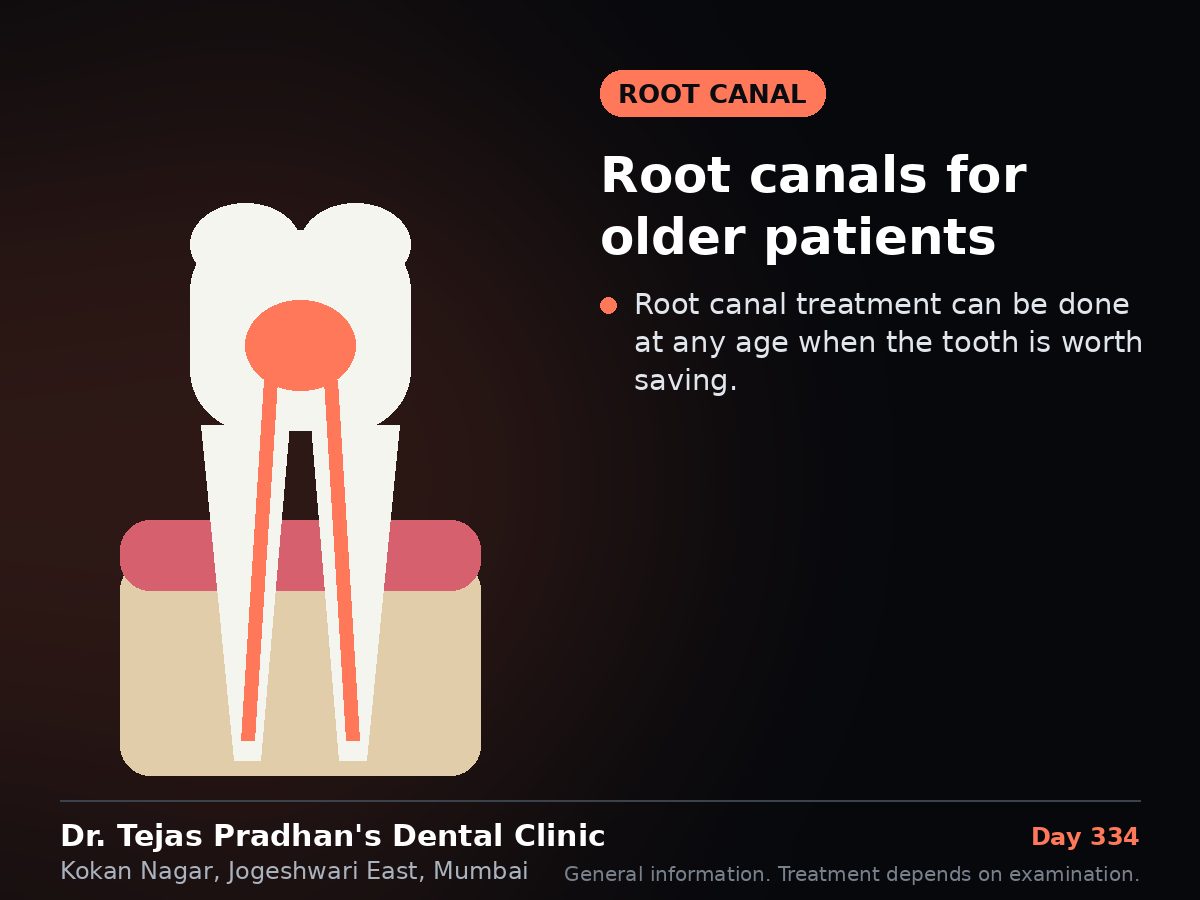 ROOT CANAL
Root canals for
older patients
Root canal treatment can be done
at any age when the tooth is worth
saving.
Dr. Tejas Pradhan's Dental Clinic
Day 334
Kokan Nagar, Jogeshwari East, Mumbai
General information. Treatment depends on examination.